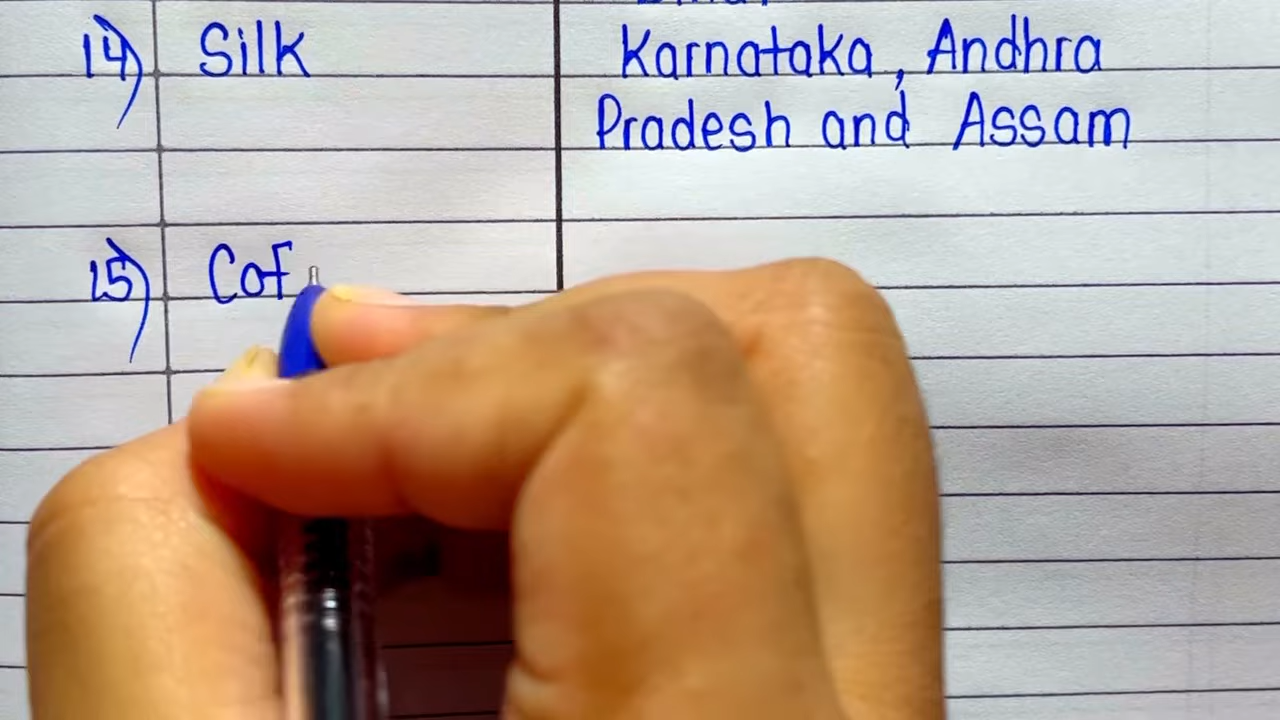 14) Silk Karnataka, Andhra
Pradesh and Assam
15) Cof